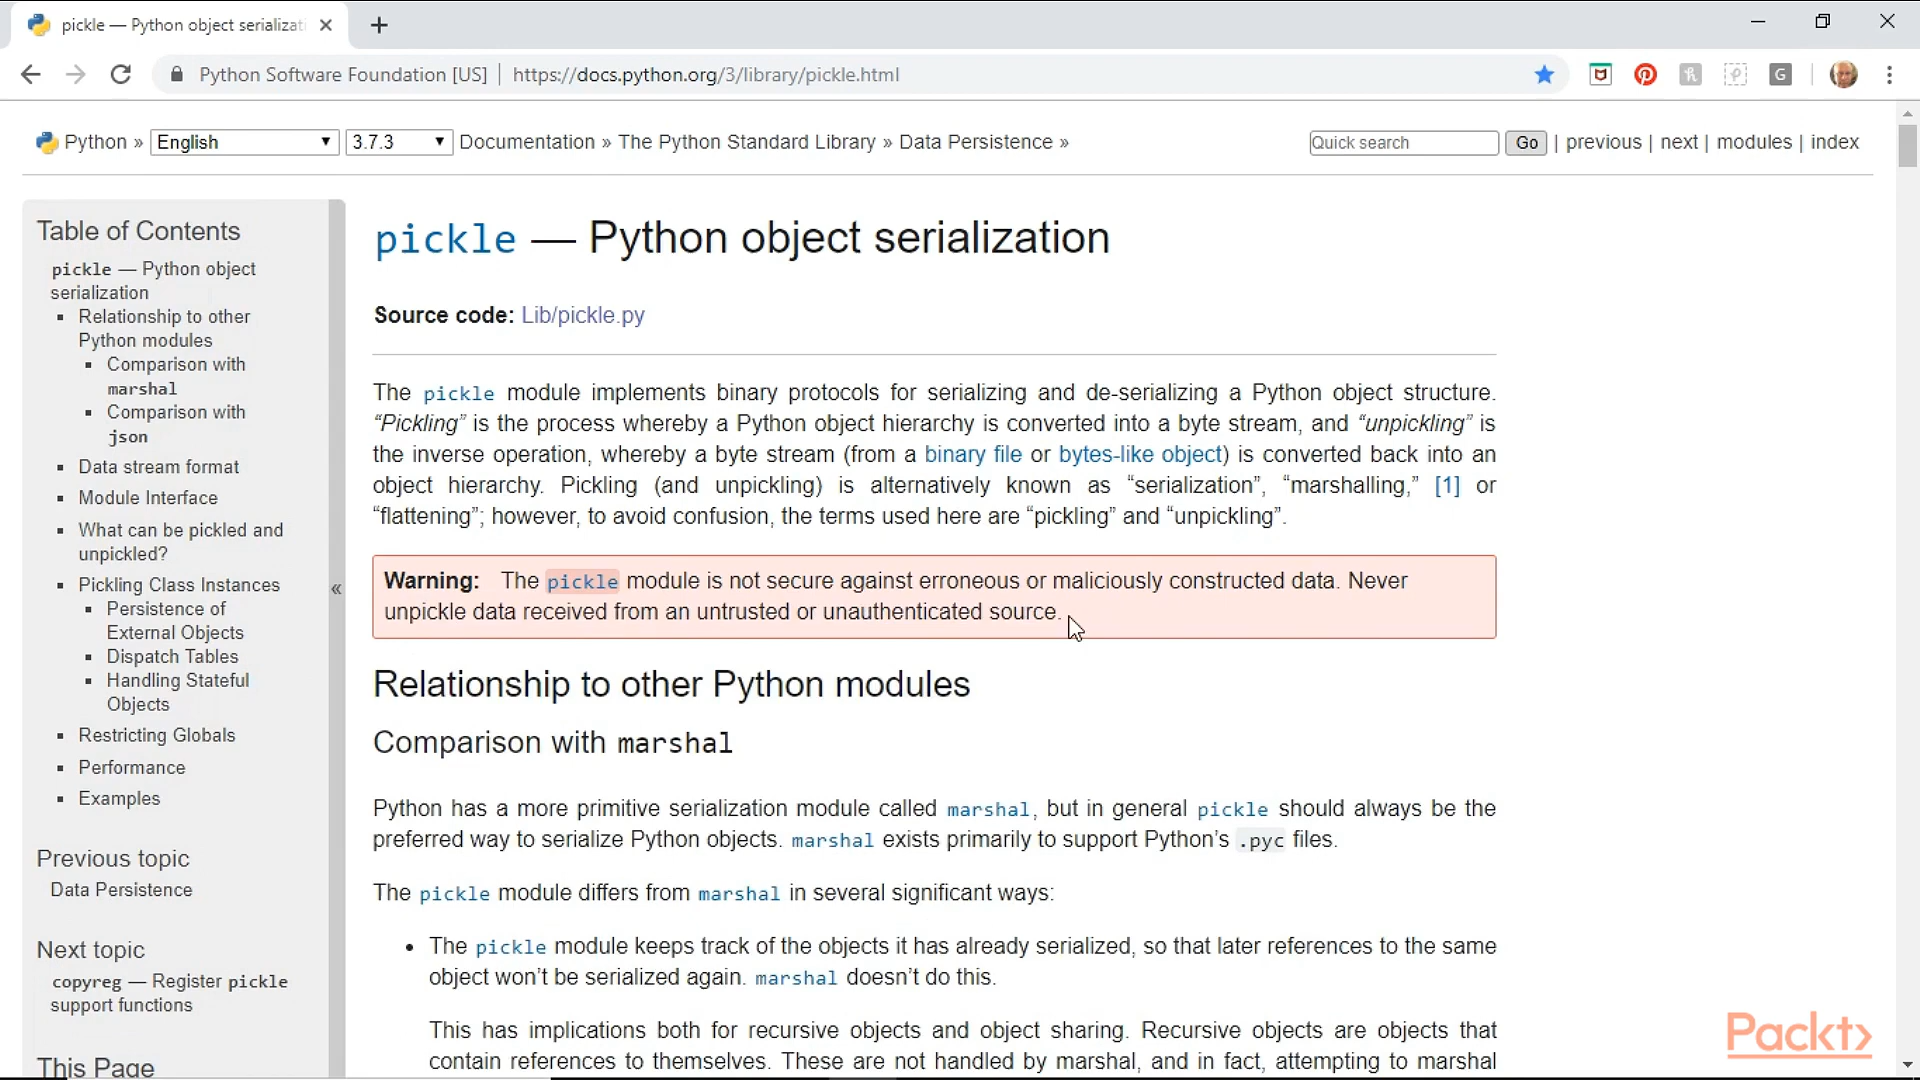 pickle — Python object serializati
Python Software Foundation [US] https://docs.python.org/3/library/pickle.html
G
Python » English 3.7.3 Documentation » The Python Standard Library » Data Persistence »
Quick search Go | previous | next | modules | index
Table of Contents
pickle — Python object
serialization
Relationship to other
Python modules
Comparison with
marshal
Comparison with
json
Data stream format
Module Interface
What can be pickled and
unpickled?
Pickling Class Instances
Persistence of
External Objects
Dispatch Tables
Handling Stateful
Objects
Restricting Globals
Performance
Examples
Previous topic
Data Persistence
Next topic
copyreg — Register pickle
support functions
This Page
«
pickle — Python object serialization
Source code: Lib/pickle.py
The pickle module implements binary protocols for serializing and de-serializing a Python object structure.
“Pickling” is the process whereby a Python object hierarchy is converted into a byte stream, and “unpickling” is
the inverse operation, whereby a byte stream (from a binary file or bytes-like object) is converted back into an
object hierarchy. Pickling (and unpickling) is alternatively known as “serialization”, “marshalling,” [1] or
“flattening”; however, to avoid confusion, the terms used here are “pickling” and “unpickling”.
Warning: The pickle module is not secure against erroneous or maliciously constructed data. Never
unpickle data received from an untrusted or unauthenticated source.
Relationship to other Python modules
Comparison with marshal
Python has a more primitive serialization module called marshal, but in general pickle should always be the
preferred way to serialize Python objects. marshal exists primarily to support Python’s .pyc files.
The pickle module differs from marshal in several significant ways:
• The pickle module keeps track of the objects it has already serialized, so that later references to the same
object won’t be serialized again. marshal doesn’t do this.
This has implications both for recursive objects and object sharing. Recursive objects are objects that
contain references to themselves. These are not handled by marshal, and in fact, attempting to marshal
Packt>